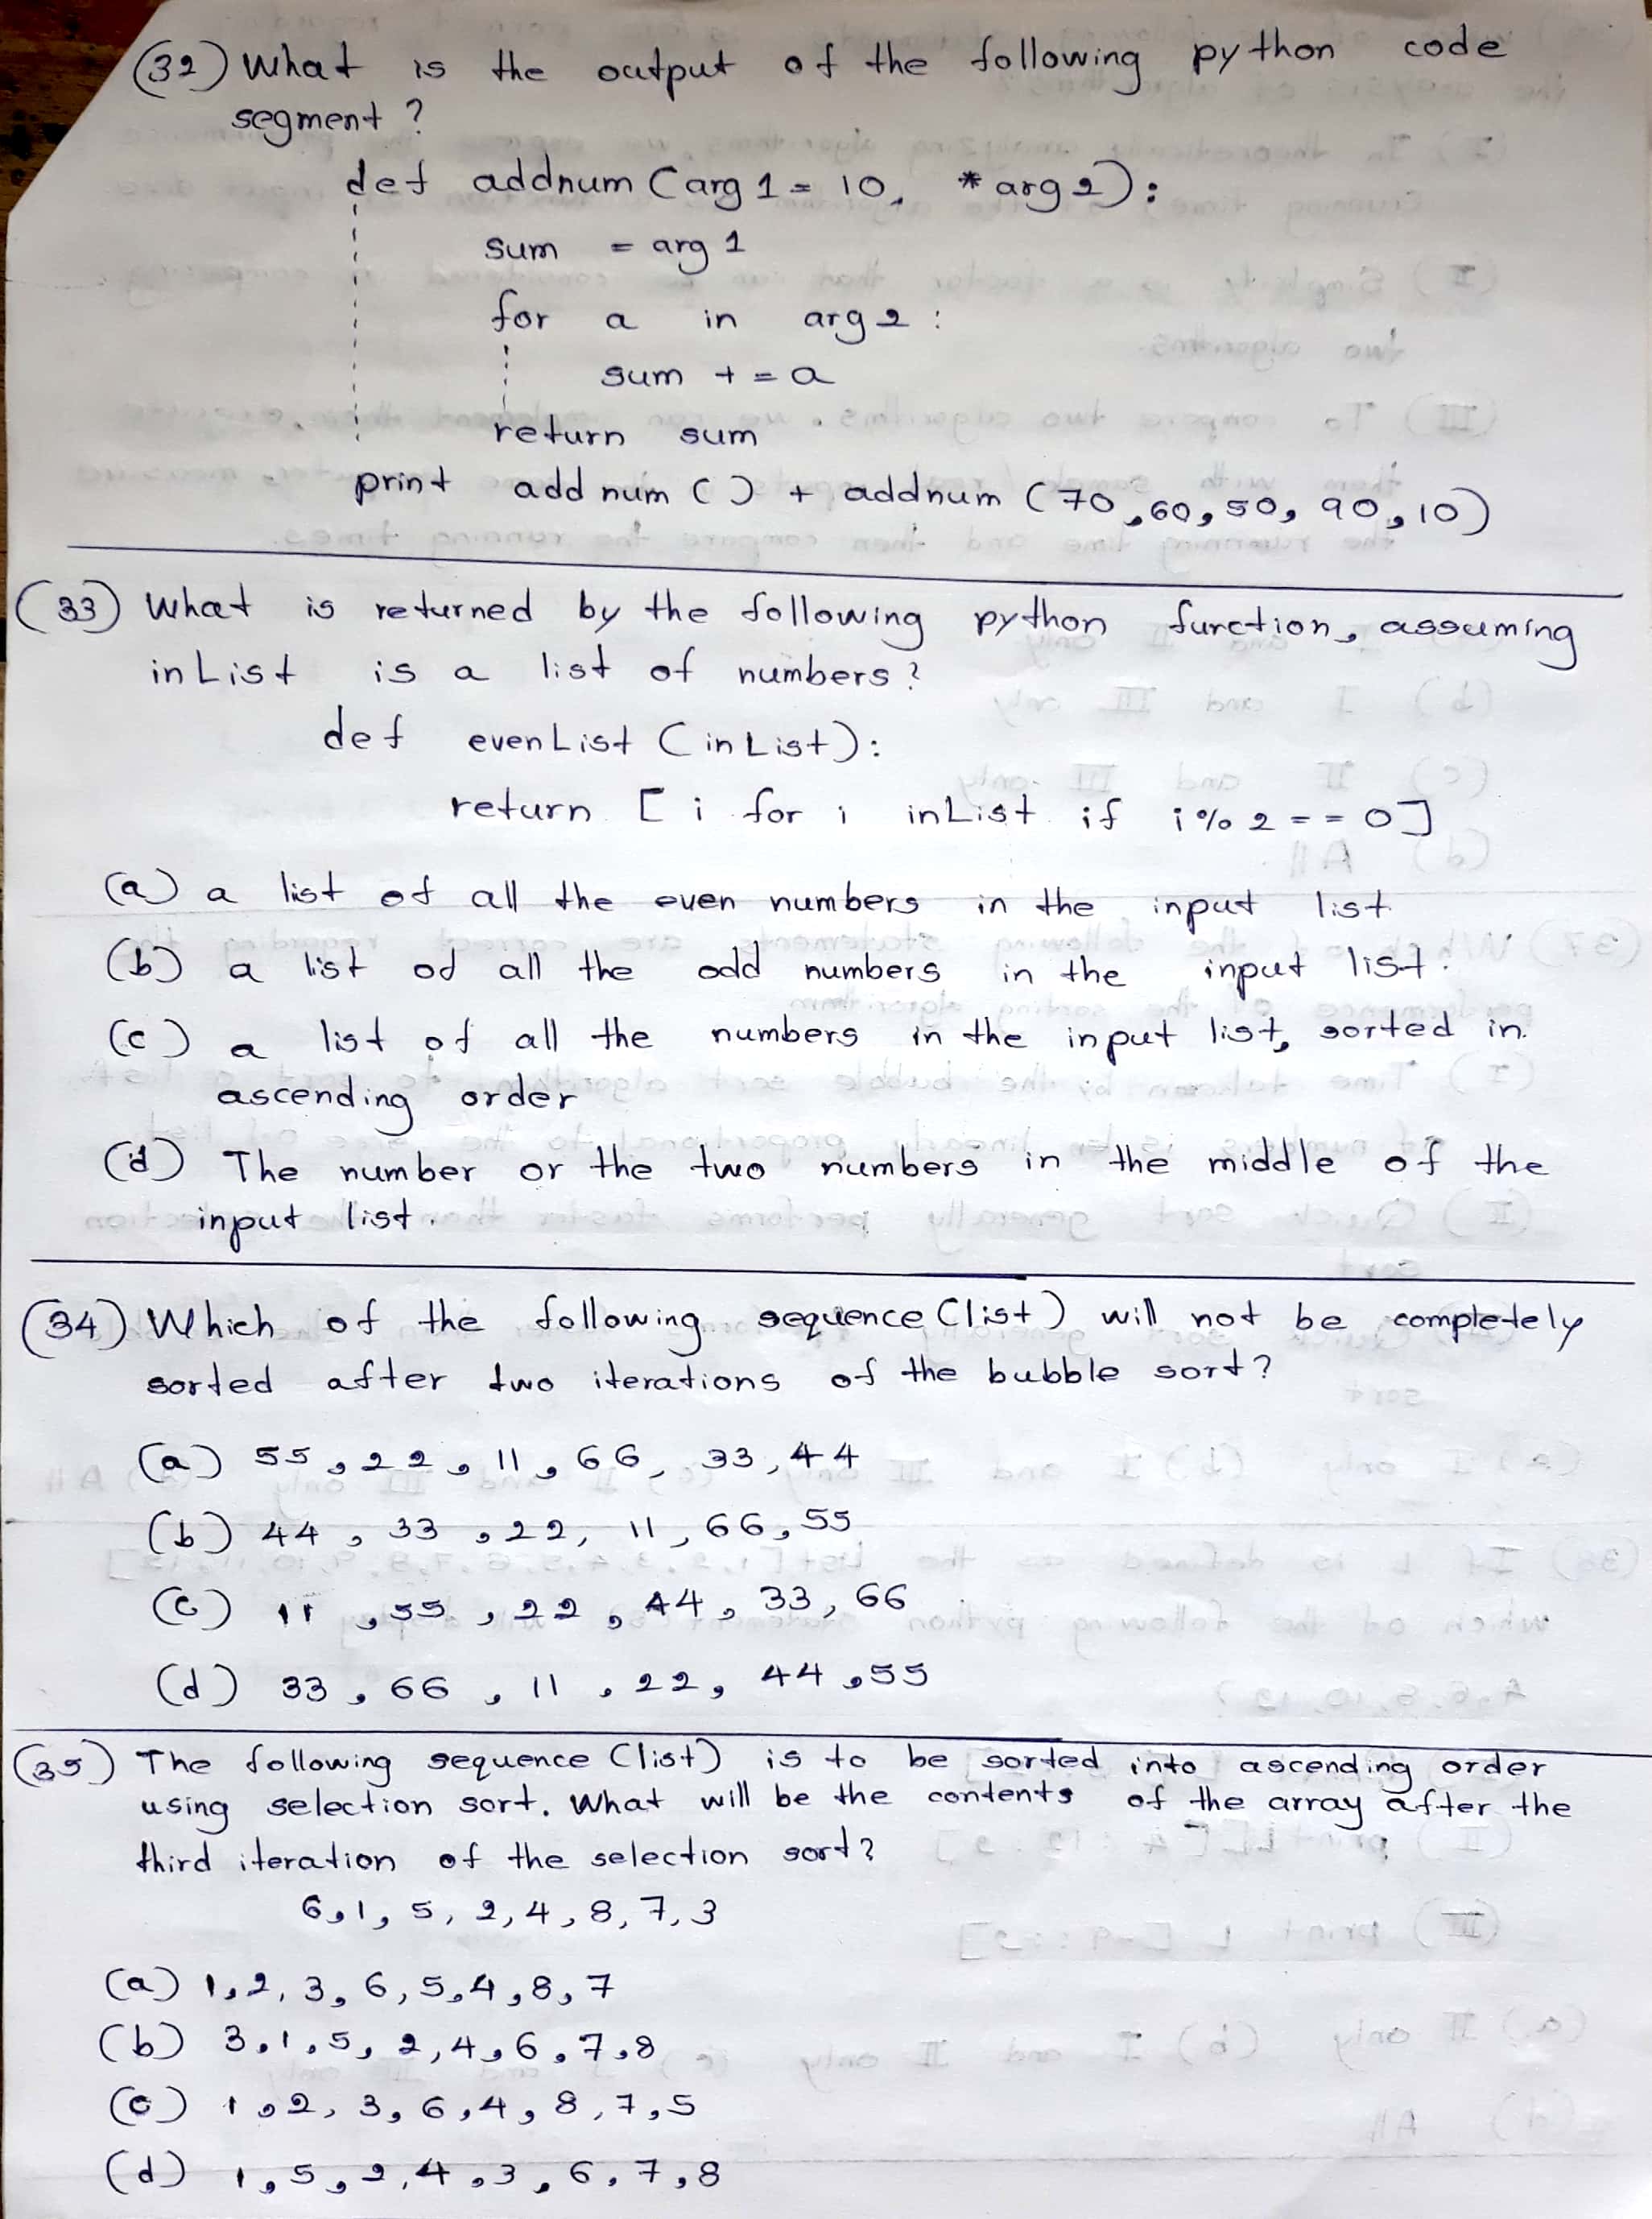 (32) What is the output of the following python code
segment ?
def addnum (arg 1 = 10, * arg 2) :
sum = arg 1
for a in arg 2 :
sum + = a
return sum
print addnum ( ) + addnum ( 70 , 60 , 50 , 90 , 10 )
(33) What is returned by the following python function, assuming
inList is a list of numbers ?
def evenList (inList) :
return [ i for i inList if i % 2 = = 0 ]
(a) a list of all the even numbers in the input list.
(b) a list of all the odd numbers in the input list.
(c) a list of all the numbers in the input list, sorted in
ascending order
(d) The number or the two numbers in the middle of the
input list.
(34) Which of the following sequence (list) will not be completely
sorted after two iterations of the bubble sort ?
(a) 55 , 22 , 11 , 66 , 33 , 44
(b) 44 , 33 , 22 , 11 , 66 , 55
(c) 11 , 55 , 22 , 44 , 33 , 66
(d) 33 , 66 , 11 , 22 , 44 , 55
(35) The following sequence (list) is to be sorted into ascending order
using selection sort. What will be the contents of the array after the
third iteration of the selection sort ?
6 , 1 , 5 , 2 , 4 , 8 , 7 , 3
(a) 1 , 2 , 3 , 6 , 5 , 4 , 8 , 7
(b) 3 , 1 , 5 , 2 , 4 , 6 , 7 , 8
(c) 1 , 2 , 3 , 6 , 4 , 8 , 7 , 5
(d) 1 , 5 , 2 , 4 , 3 , 6 , 7 , 8